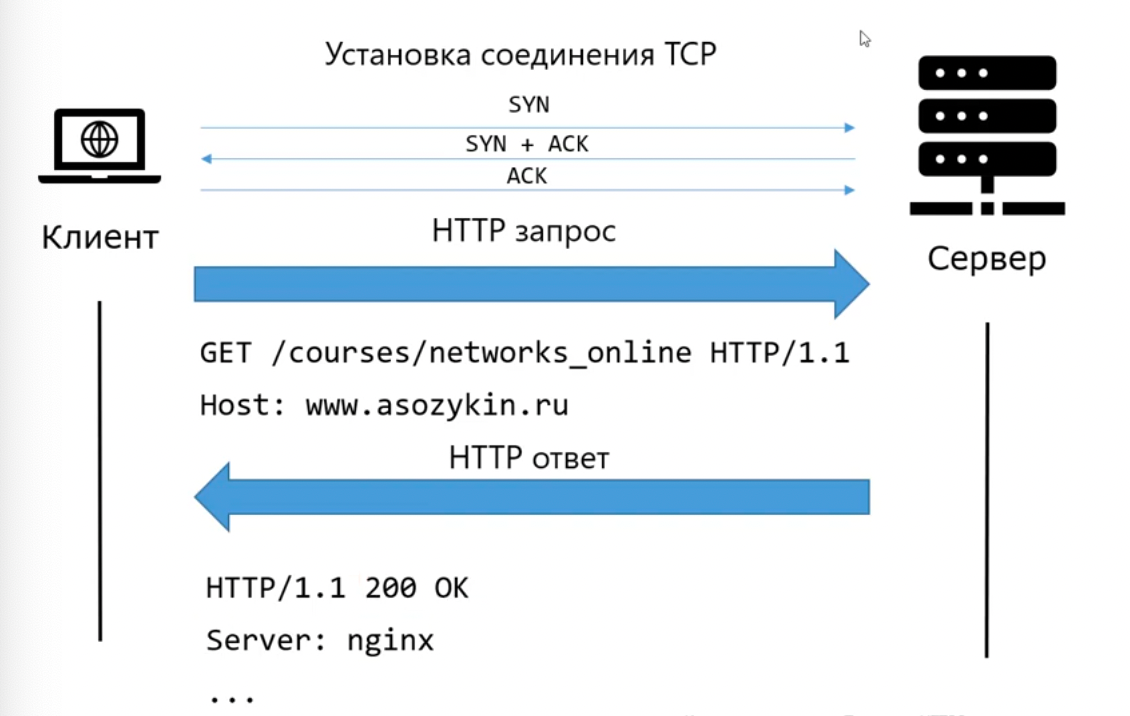 Установка соединения TCP
SYN
SYN + ACK
ACK
Клиент
HTTP запрос
Сервер
GET /courses/networks_online HTTP/1.1
Host: www.asozykin.ru
HTTP ответ
HTTP/1.1 200 OK
Server: nginx
...